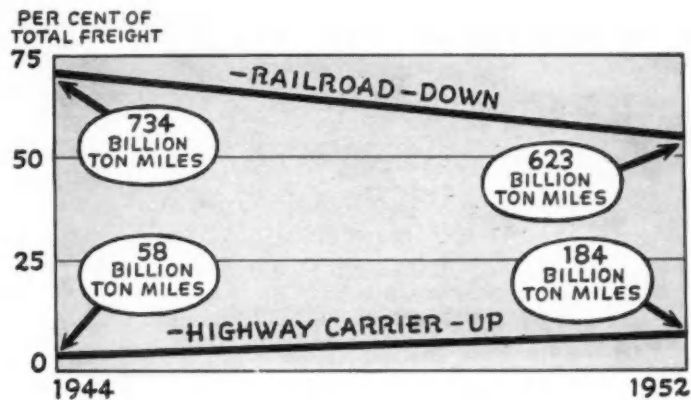 PER CENT OF
TOTAL FREIGHT
75
-RAILROAD-DOWN
734
BILLION
TON MILES
50
623
BILLION
TON MILES
58
BILLION
TON MILES
25
184
BILLION
TON MILES
-HIGHWAY CARRIER-UP
0
1944
1952